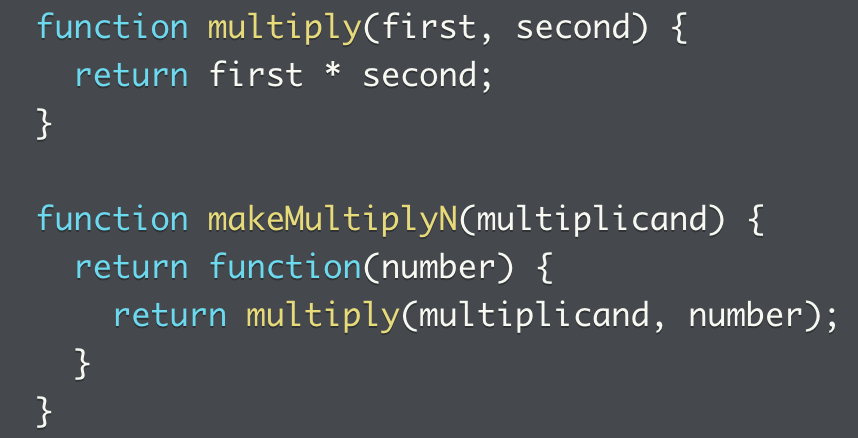 function multiply(first, second) {
  return first * second;
}

function makeMultiplyN(multiplicand) {
  return function(number) {
    return multiply(multiplicand, number);
  }
}